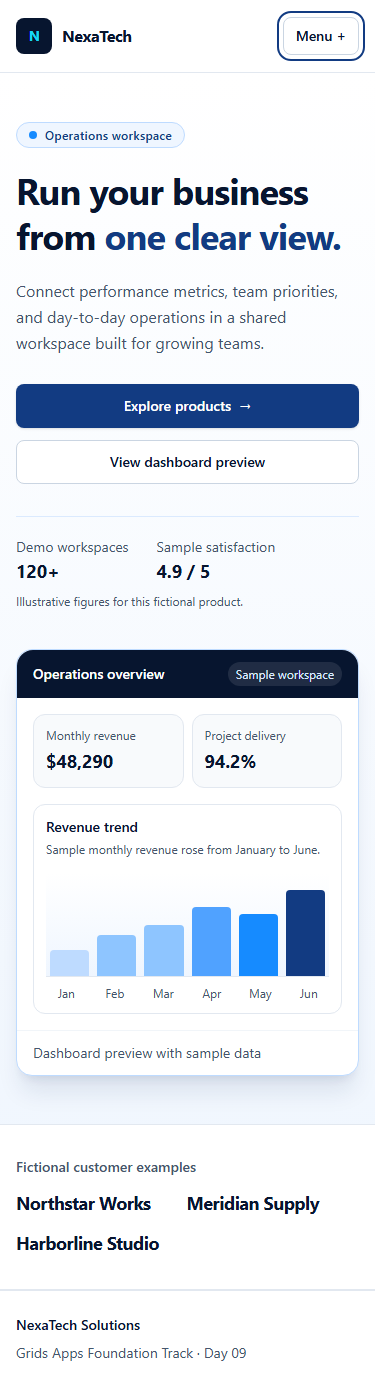 N NexaTech Menu +
Operations workspace
Run your business
from one clear view.
Connect performance metrics, team priorities,
and day-to-day operations in a shared
workspace built for growing teams.
Explore products →
View dashboard preview
Demo workspaces Sample satisfaction
120+ 4.9 / 5
Illustrative figures for this fictional product.
Operations overview Sample workspace
Monthly revenue Project delivery
$48,290 94.2%
Revenue trend
Sample monthly revenue rose from January to June.
Jan Feb Mar Apr May Jun
Dashboard preview with sample data
Fictional customer examples
Northstar Works Meridian Supply
Harborline Studio
NexaTech Solutions
Grids Apps Foundation Track · Day 09